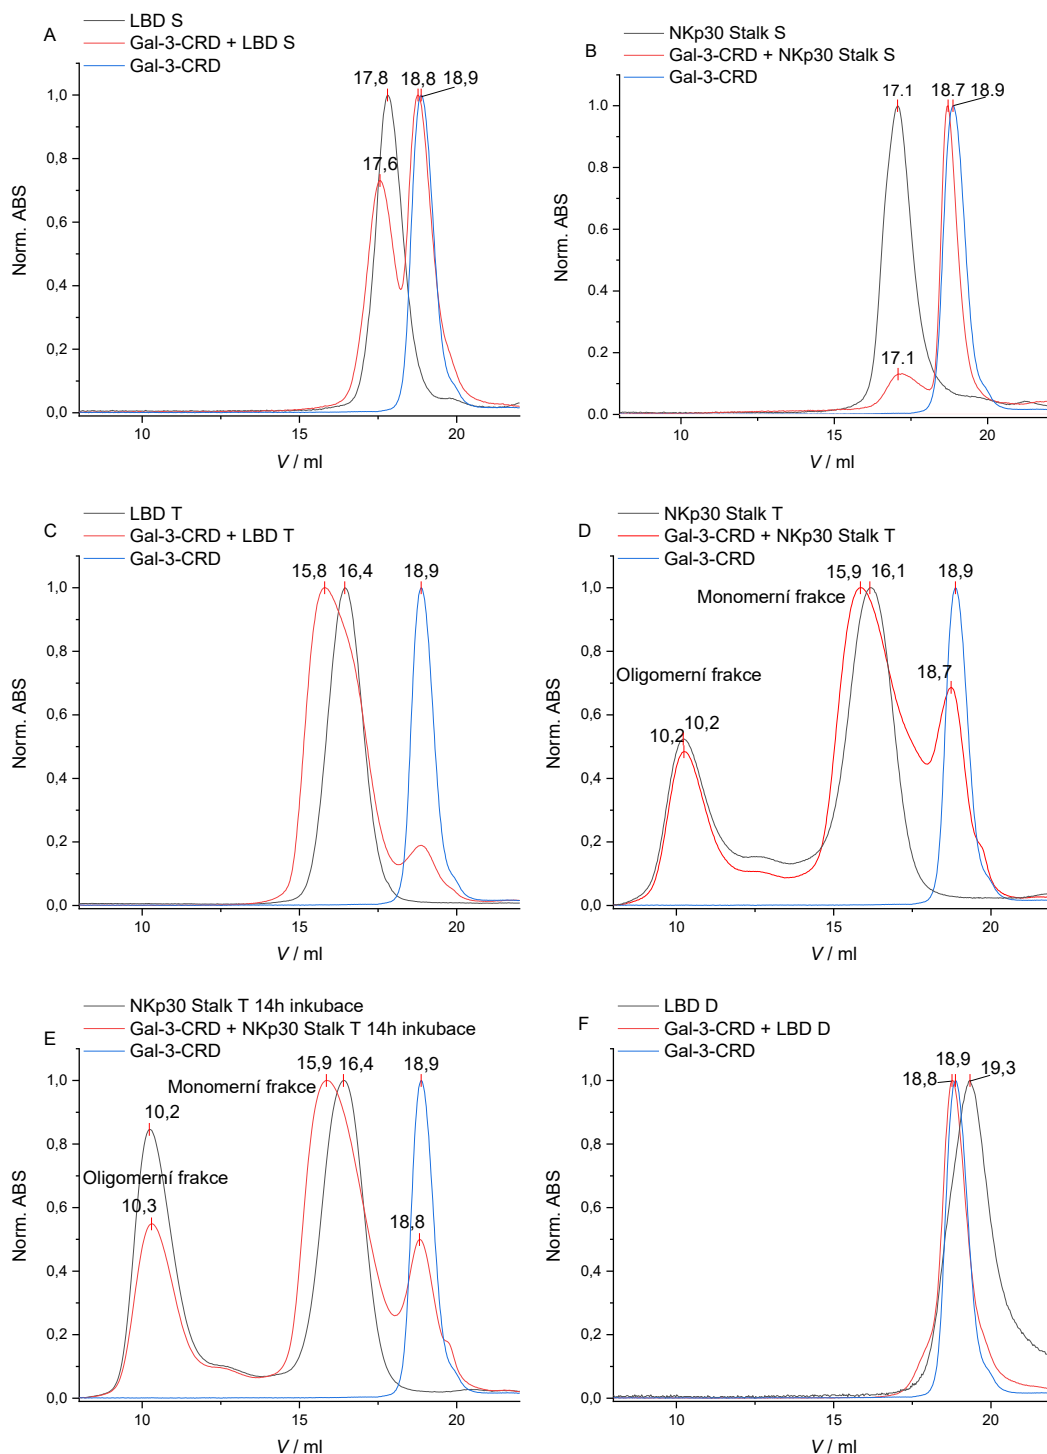 A
LBD S
Gal-3-CRD + LBD S
Gal-3-CRD
17,8
18,8
18,9
17,6
1,0
0,8
0,6
0,4
0,2
0,0
Norm. ABS
10
15
20
V / ml
B
NKp30 Stalk S
Gal-3-CRD + NKp30 Stalk S
Gal-3-CRD
17.1
18.7
18.9
17.1
1.0
0.8
0.6
0.4
0.2
0.0
Norm. ABS
10
15
20
V / ml
C
LBD T
Gal-3-CRD + LBD T
Gal-3-CRD
15,8
16,4
18,9
1,0
0,8
0,6
0,4
0,2
0,0
Norm. ABS
10
15
20
V / ml
D
NKp30 Stalk T
Gal-3-CRD + NKp30 Stalk T
Gal-3-CRD
15,9
16,1
18,9
Monomerní frakce
Oligomerní frakce
18,7
10,2
10,2
1,0
0,8
0,6
0,4
0,2
0,0
Norm. ABS
10
15
20
V / ml
E
NKp30 Stalk T 14h inkubace
Gal-3-CRD + NKp30 Stalk T 14h inkubace
Gal-3-CRD
15,9
16,4
18,9
Monomerní frakce
10,2
Oligomerní frakce
10,3
18,8
1,0
0,8
0,6
0,4
0,2
0,0
Norm. ABS
10
15
20
V / ml
F
LBD D
Gal-3-CRD + LBD D
Gal-3-CRD
18,8
18,9
19,3
1,0
0,8
0,6
0,4
0,2
0,0
Norm. ABS
10
15
20
V / ml